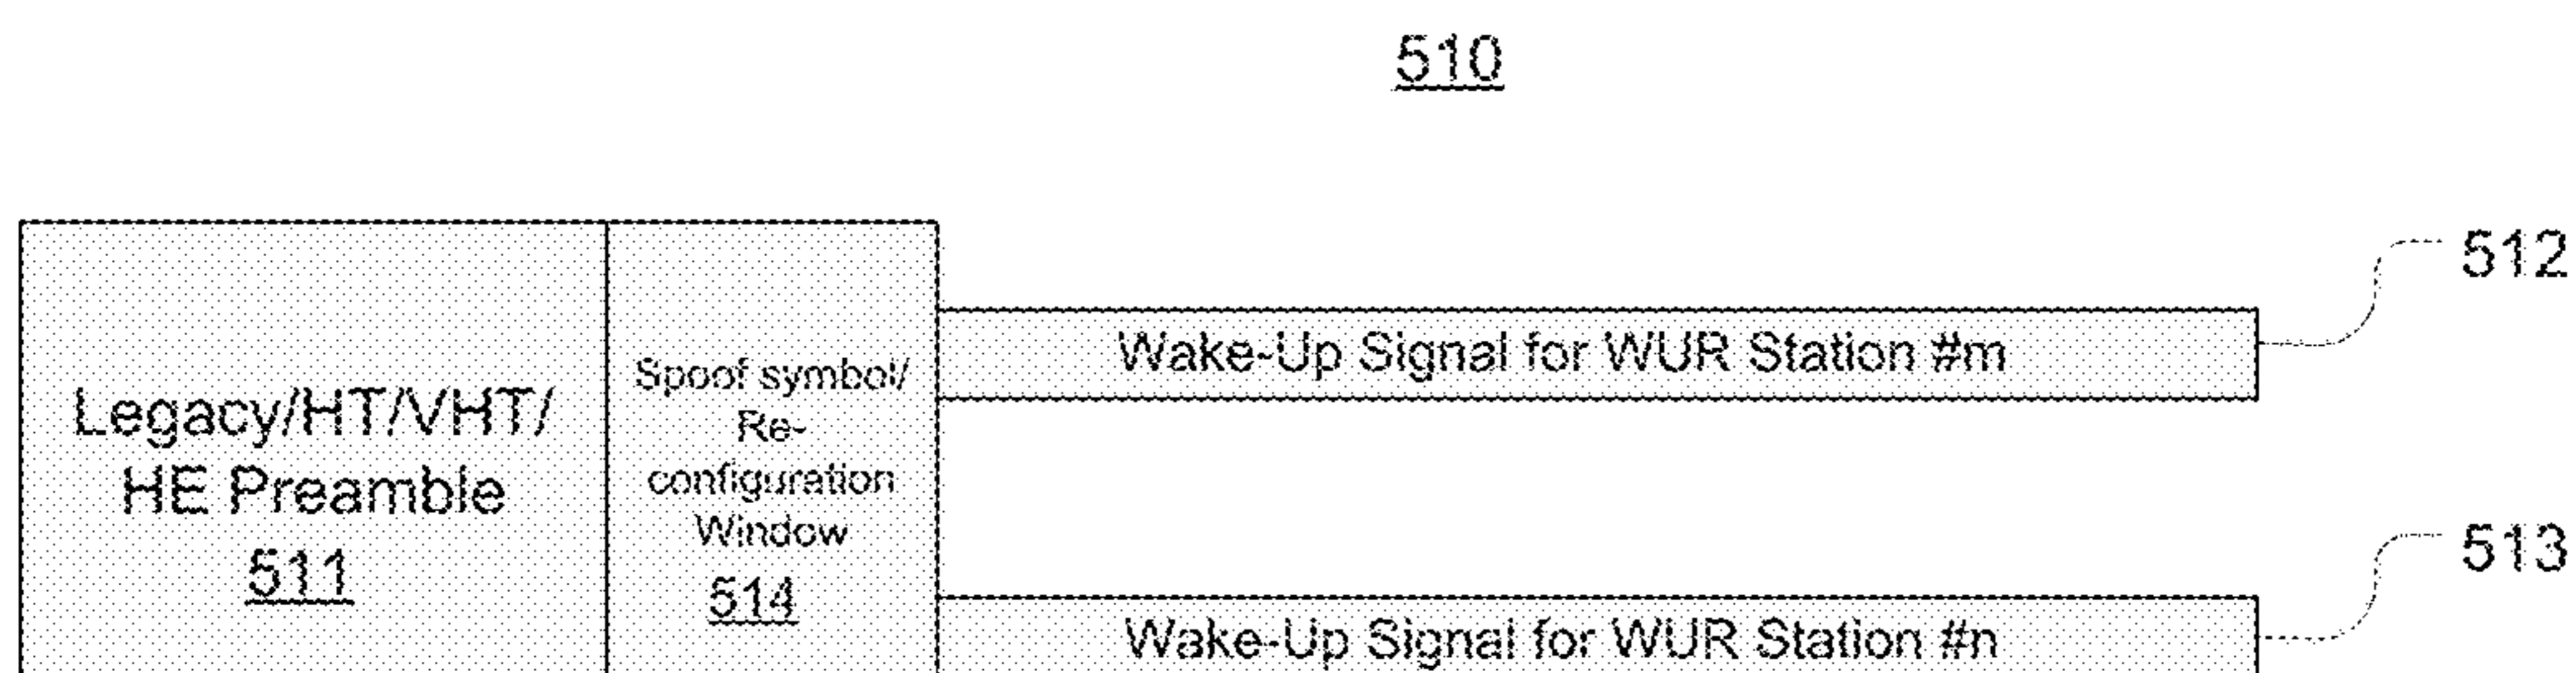 510
512
Wake-Up Signal for WUR Station #m
Spoof symbol/
Re-
configuration
Window
514
Legacy/HT/VHT/
HE Preamble
511
513
Wake-Up Signal for WUR Station #n